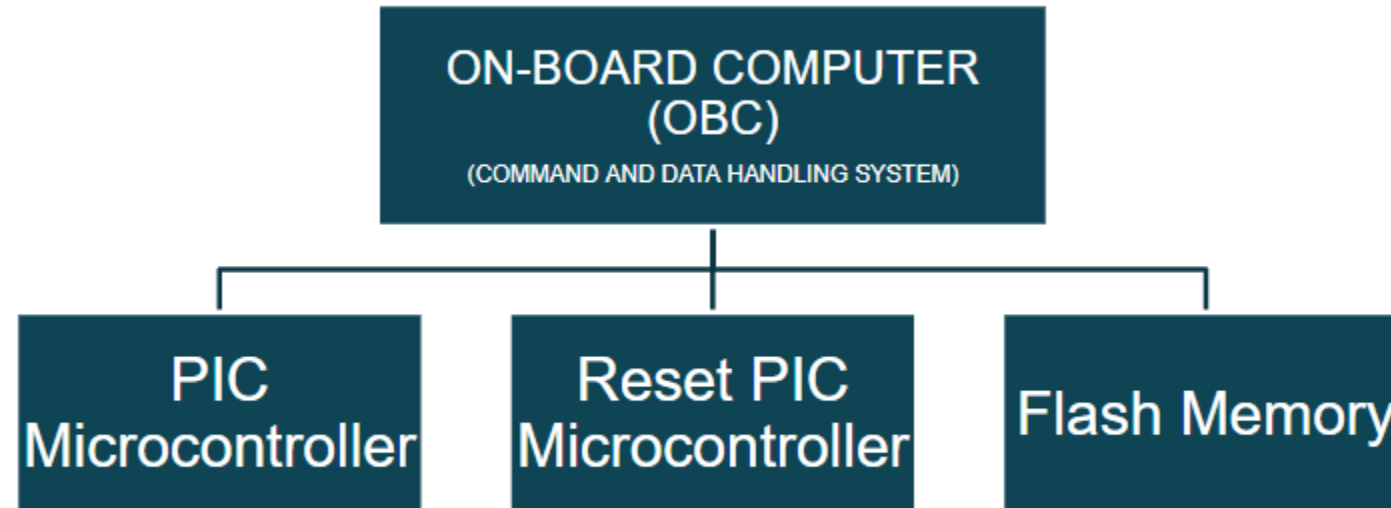 ON-BOARD COMPUTER
(OBC)
(COMMAND AND DATA HANDLING SYSTEM)
PIC
Microcontroller
Reset PIC
Microcontroller
Flash Memory